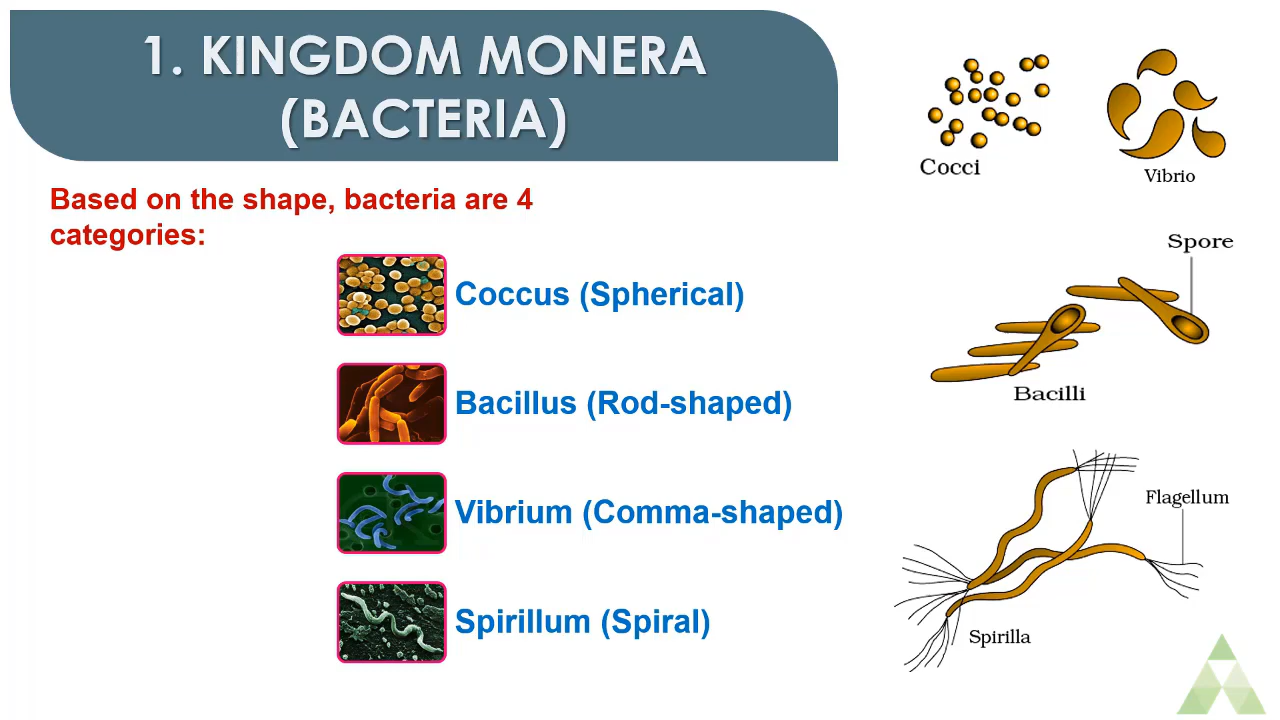 1. KINGDOM MONERA
(BACTERIA)
Based on the shape, bacteria are 4
categories:
Coccus (Spherical)
Bacillus (Rod-shaped)
Vibrium (Comma-shaped)
Spirillum (Spiral)
Cocci
Vibrio
Spore
Bacilli
Flagellum
Spirilla